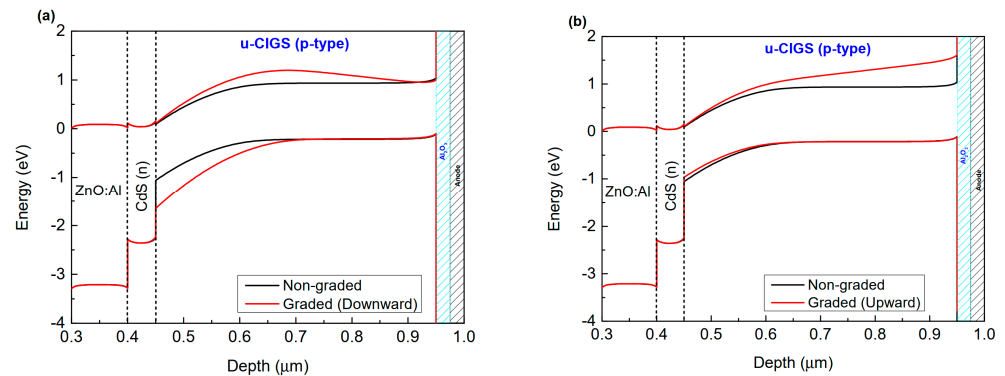 (a)
u-CIGS (p-type)
2
1
0
-1
-2
-3
-4
Energy (eV)
ZnO:Al
CdS (n)
Al₂O₃
Anode
Non-graded
Graded (Downward)
0.3 0.4 0.5 0.6 0.7 0.8 0.9 1.0
Depth (μm)
(b)
u-CIGS (p-type)
2
1
0
-1
-2
-3
-4
Energy (eV)
ZnO:Al
CdS (n)
Al₂O₃
Anode
Non-graded
Graded (Upward)
0.3 0.4 0.5 0.6 0.7 0.8 0.9 1.0
Depth (μm)